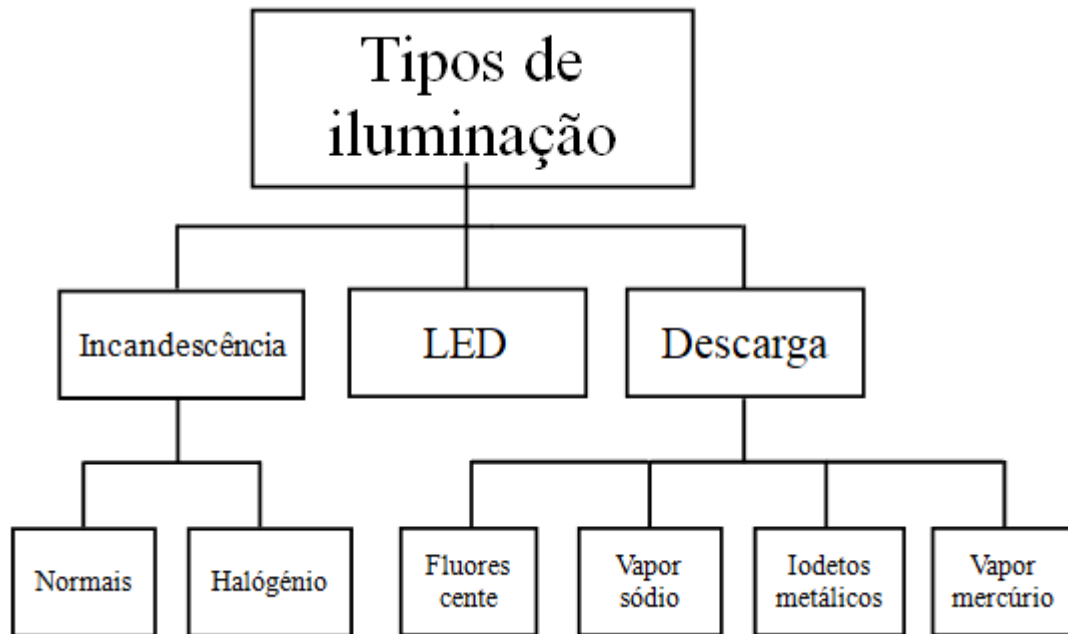 Tipos de
iluminação
Incandescência
LED
Descarga
Normais
Halógénio
Fluores
cente
Vapor
sódio
Iodetos
metálicos
Vapor
mercúrio